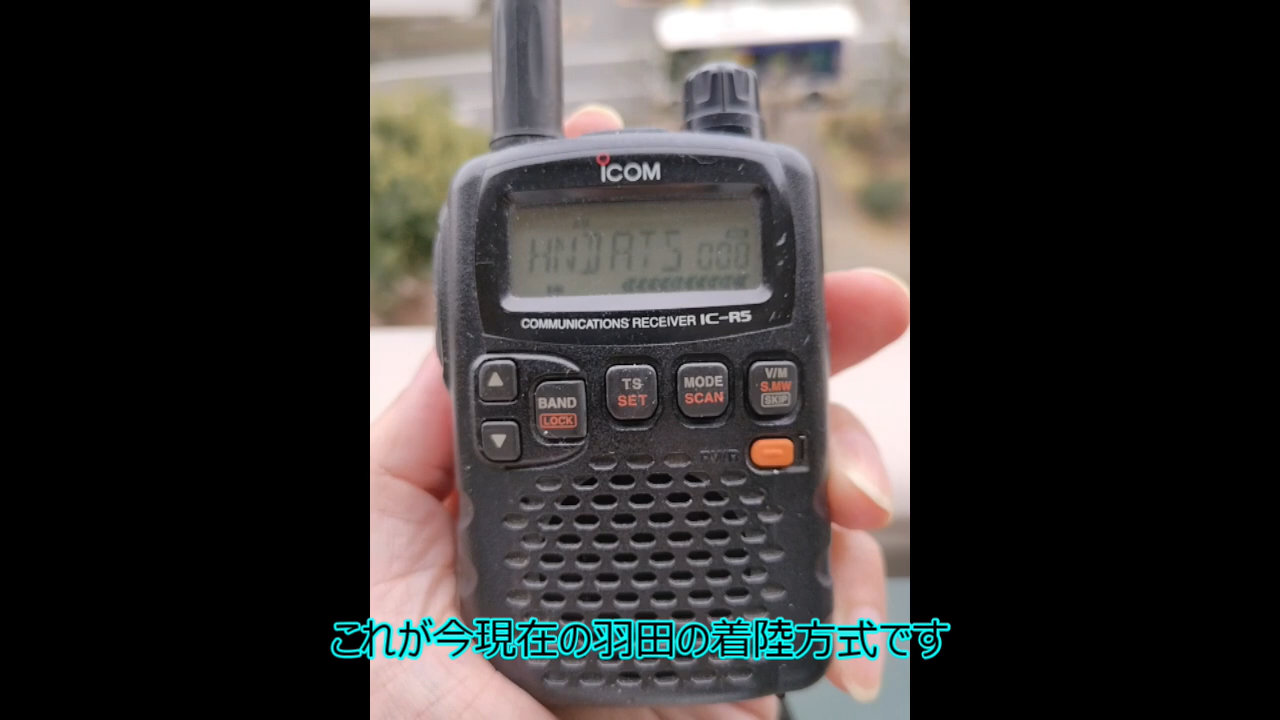 iCOM
HNDATS 000
COMMUNICATIONS RECEIVER IC-R5
BAND
LOCK
TS
SET
MODE
SCAN
V/M
S.MW
SKIP
PWR
これが今現在の羽田の着陸方式です